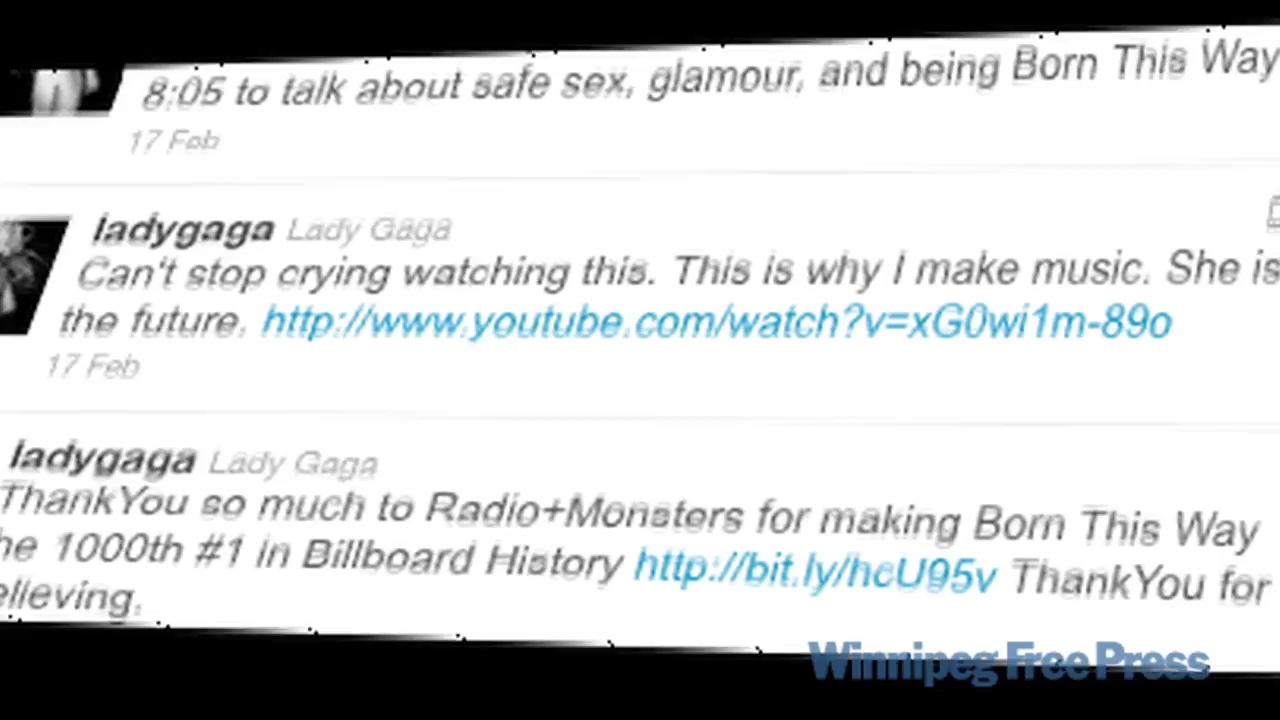 8:05 to talk about safe sex, glamour, and being Born This Way
17 Feb
ladygaga Lady Gaga
Can't stop crying watching this. This is why I make music. She is
the future. http://www.youtube.com/watch?v=xG0wi1m-89o
17 Feb
ladygaga Lady Gaga
ThankYou so much to Radio+Monsters for making Born This Way
he 1000th #1 in Billboard History http://bit.ly/hcU95v ThankYou for
elieving.
Winnipeg Free Press